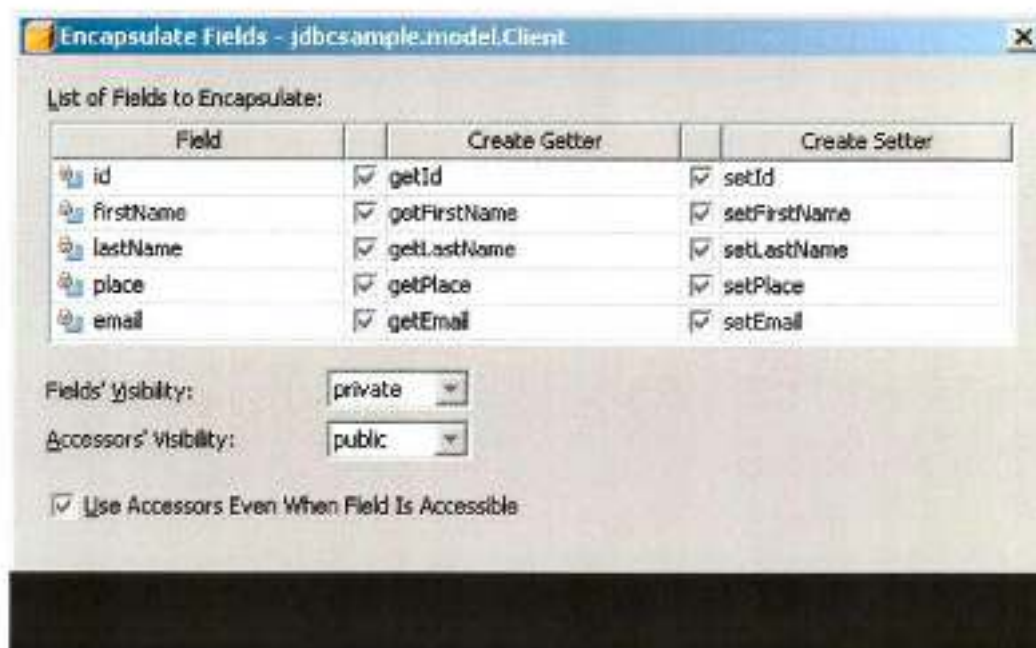 Encapsulate Fields - jdbcsample.model.Client
List of Fields to Encapsulate:
Field Create Getter Create Setter
id getId setId
firstName getFirstName setFirstName
lastName getLastName setLastName
place getPlace setPlace
email getEmail setEmail
Fields' Visibility: private
Accessors' Visibility: public
Use Accessors Even When Field Is Accessible